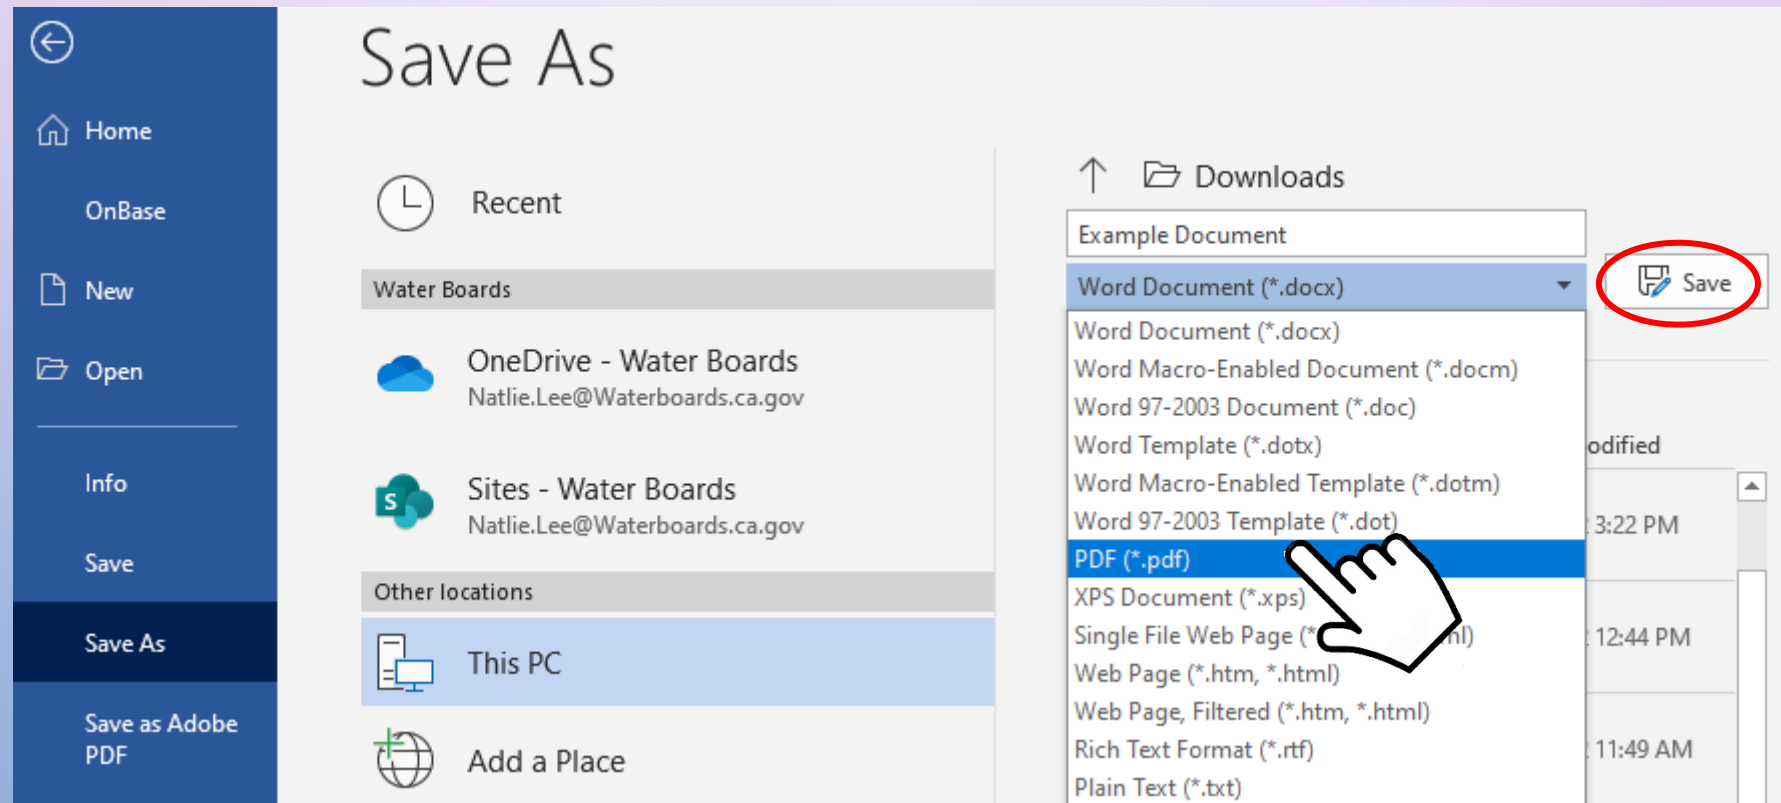 Save As
Home
OnBase
New
Open
Info
Save
Save As
Save as Adobe
PDF
Recent
Water Boards
OneDrive - Water Boards
Natlie.Lee@Waterboards.ca.gov
Sites - Water Boards
Natlie.Lee@Waterboards.ca.gov
Other locations
This PC
Add a Place
Downloads
Example Document
Word Document (*.docx)
Save
Word Document (*.docx)
Word Macro-Enabled Document (*.docm)
Word 97-2003 Document (*.doc)
Word Template (*.dotx)
Word Macro-Enabled Template (*.dotm)
Word 97-2003 Template (*.dot)
PDF (*.pdf)
XPS Document (*.xps)
Single File Web Page (*
Web Page (*.htm, *.html)
Web Page, Filtered (*.htm, *.html)
Rich Text Format (*.rtf)
Plain Text (*.txt)
odified
3:22 PM
12:44 PM
11:49 AM